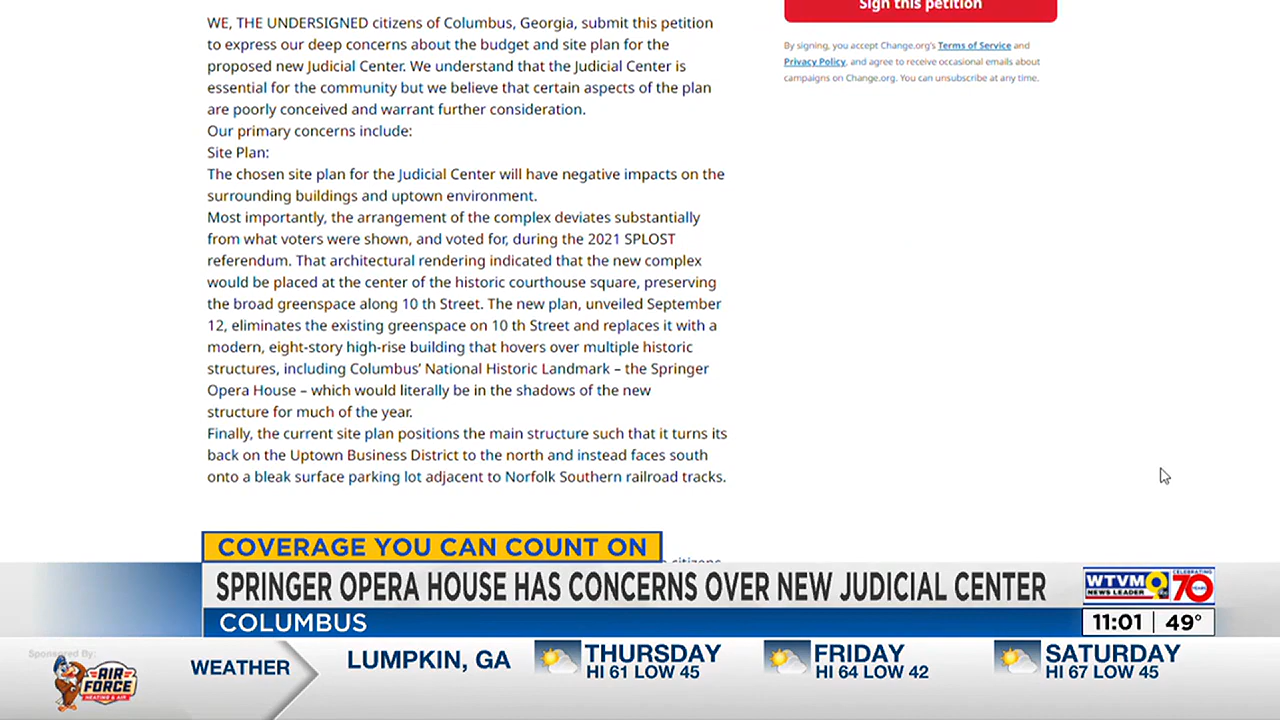 WE, THE UNDERSIGNED citizens of Columbus, Georgia, submit this petition
to express our deep concerns about the budget and site plan for the
proposed new Judicial Center. We understand that the Judicial Center is
essential for the community but we believe that certain aspects of the plan
are poorly conceived and warrant further consideration.
Our primary concerns include:
Site Plan:
The chosen site plan for the Judicial Center will have negative impacts on the
surrounding buildings and uptown environment.
Most importantly, the arrangement of the complex deviates substantially
from what voters were shown, and voted for, during the 2021 SPLOST
referendum. That architectural rendering indicated that the new complex
would be placed at the center of the historic courthouse square, preserving
the broad greenspace along 10 th Street. The new plan, unveiled September
12, eliminates the existing greenspace on 10 th Street and replaces it with a
modern, eight-story high-rise building that hovers over multiple historic
structures, including Columbus’ National Historic Landmark – the Springer
Opera House – which would literally be in the shadows of the new
structure for much of the year.
Finally, the current site plan positions the main structure such that it turns its
back on the Uptown Business District to the north and instead faces south
onto a bleak surface parking lot adjacent to Norfolk Southern railroad tracks.
Sign this petition
By signing, you accept Change.org's Terms of Service and
Privacy Policy, and agree to receive occasional emails about
campaigns on Change.org. You can unsubscribe at any time.
citizens
COVERAGE YOU CAN COUNT ON
SPRINGER OPERA HOUSE HAS CONCERNS OVER NEW JUDICIAL CENTER
COLUMBUS
WTVM 9 abc
NEWS LEADER
CELEBRATING
70
YEARS
11:01 49°
Sponsored By:
AIR
FORCE
HEATING & AIR
WEATHER
LUMPKIN, GA
THURSDAY
HI 61 LOW 45
FRIDAY
HI 64 LOW 42
SATURDAY
HI 67 LOW 45